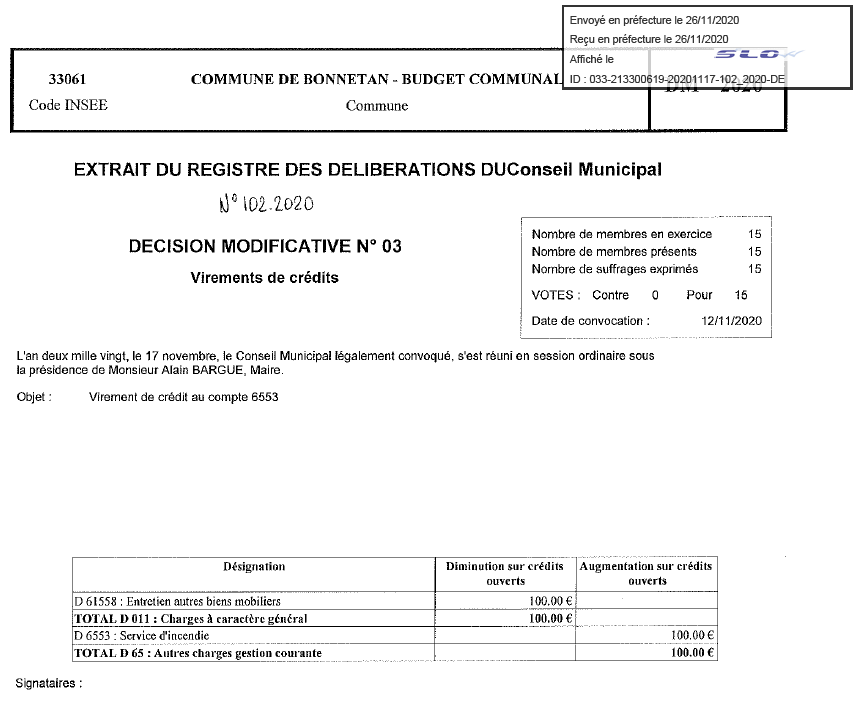 Envoyé en préfecture le 26/11/2020
Reçu en préfecture le 26/11/2020
Affiché le
SLO
ID : 033-213300619-20201117-102_2020-DE
33061
COMMUNE DE BONNETAN - BUDGET COMMUNAL
DM 2020
Code INSEE
Commune
EXTRAIT DU REGISTRE DES DELIBERATIONS DUConseil Municipal
N° 102.2020
DECISION MODIFICATIVE N° 03
Virements de crédits
Nombre de membres en exercice 15
Nombre de membres présents 15
Nombre de suffrages exprimés 15
VOTES : Contre 0 Pour 15
Date de convocation : 12/11/2020
L'an deux mille vingt, le 17 novembre, le Conseil Municipal légalement convoqué, s'est réuni en session ordinaire sous
la présidence de Monsieur Alain BARGUE, Maire.
Objet : Virement de crédit au compte 6553
Désignation Diminution sur crédits ouverts Augmentation sur crédits ouverts
D 61558 : Entretien autres biens mobiliers 100.00 €
TOTAL D 011 : Charges à caractère général 100.00 €
D 6553 : Service d'incendie 100.00 €
TOTAL D 65 : Autres charges gestion courante 100.00 €
Signataires :